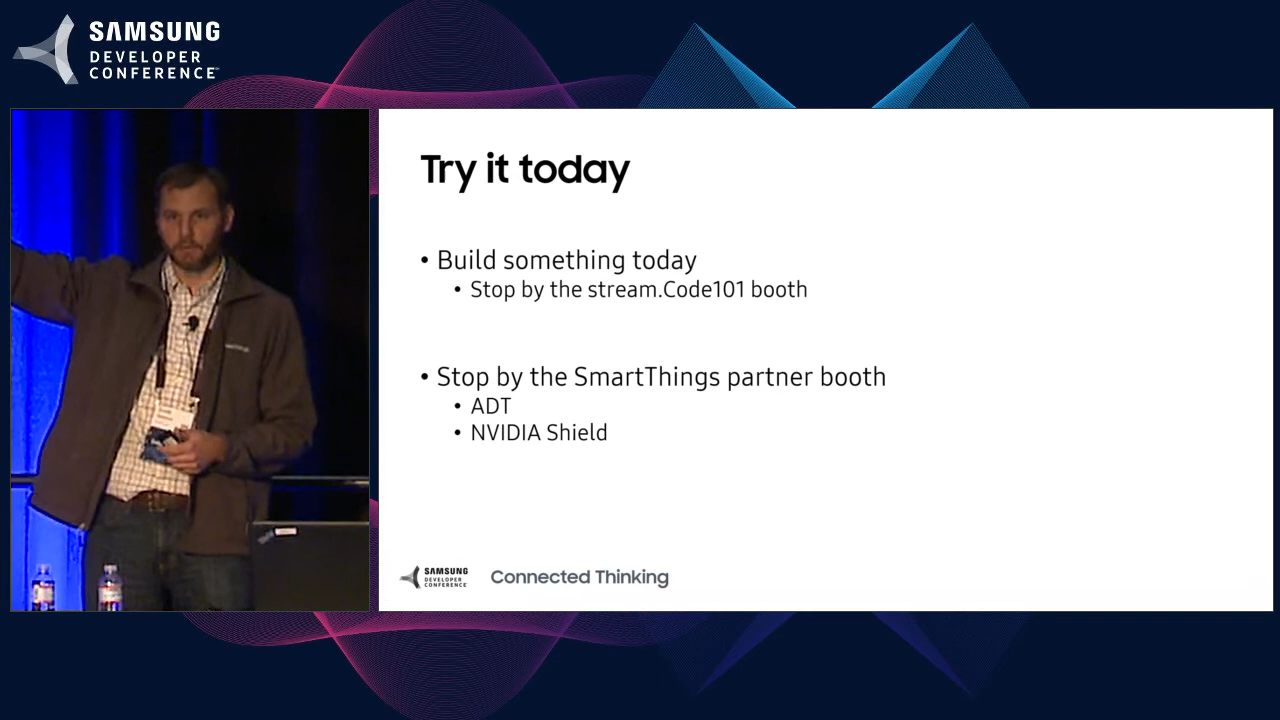 SAMSUNG
DEVELOPER
CONFERENCE
Try it today
• Build something today
• Stop by the stream.Code101 booth
• Stop by the SmartThings partner booth
• ADT
• NVIDIA Shield
SAMSUNG
DEVELOPER
CONFERENCE
Connected Thinking